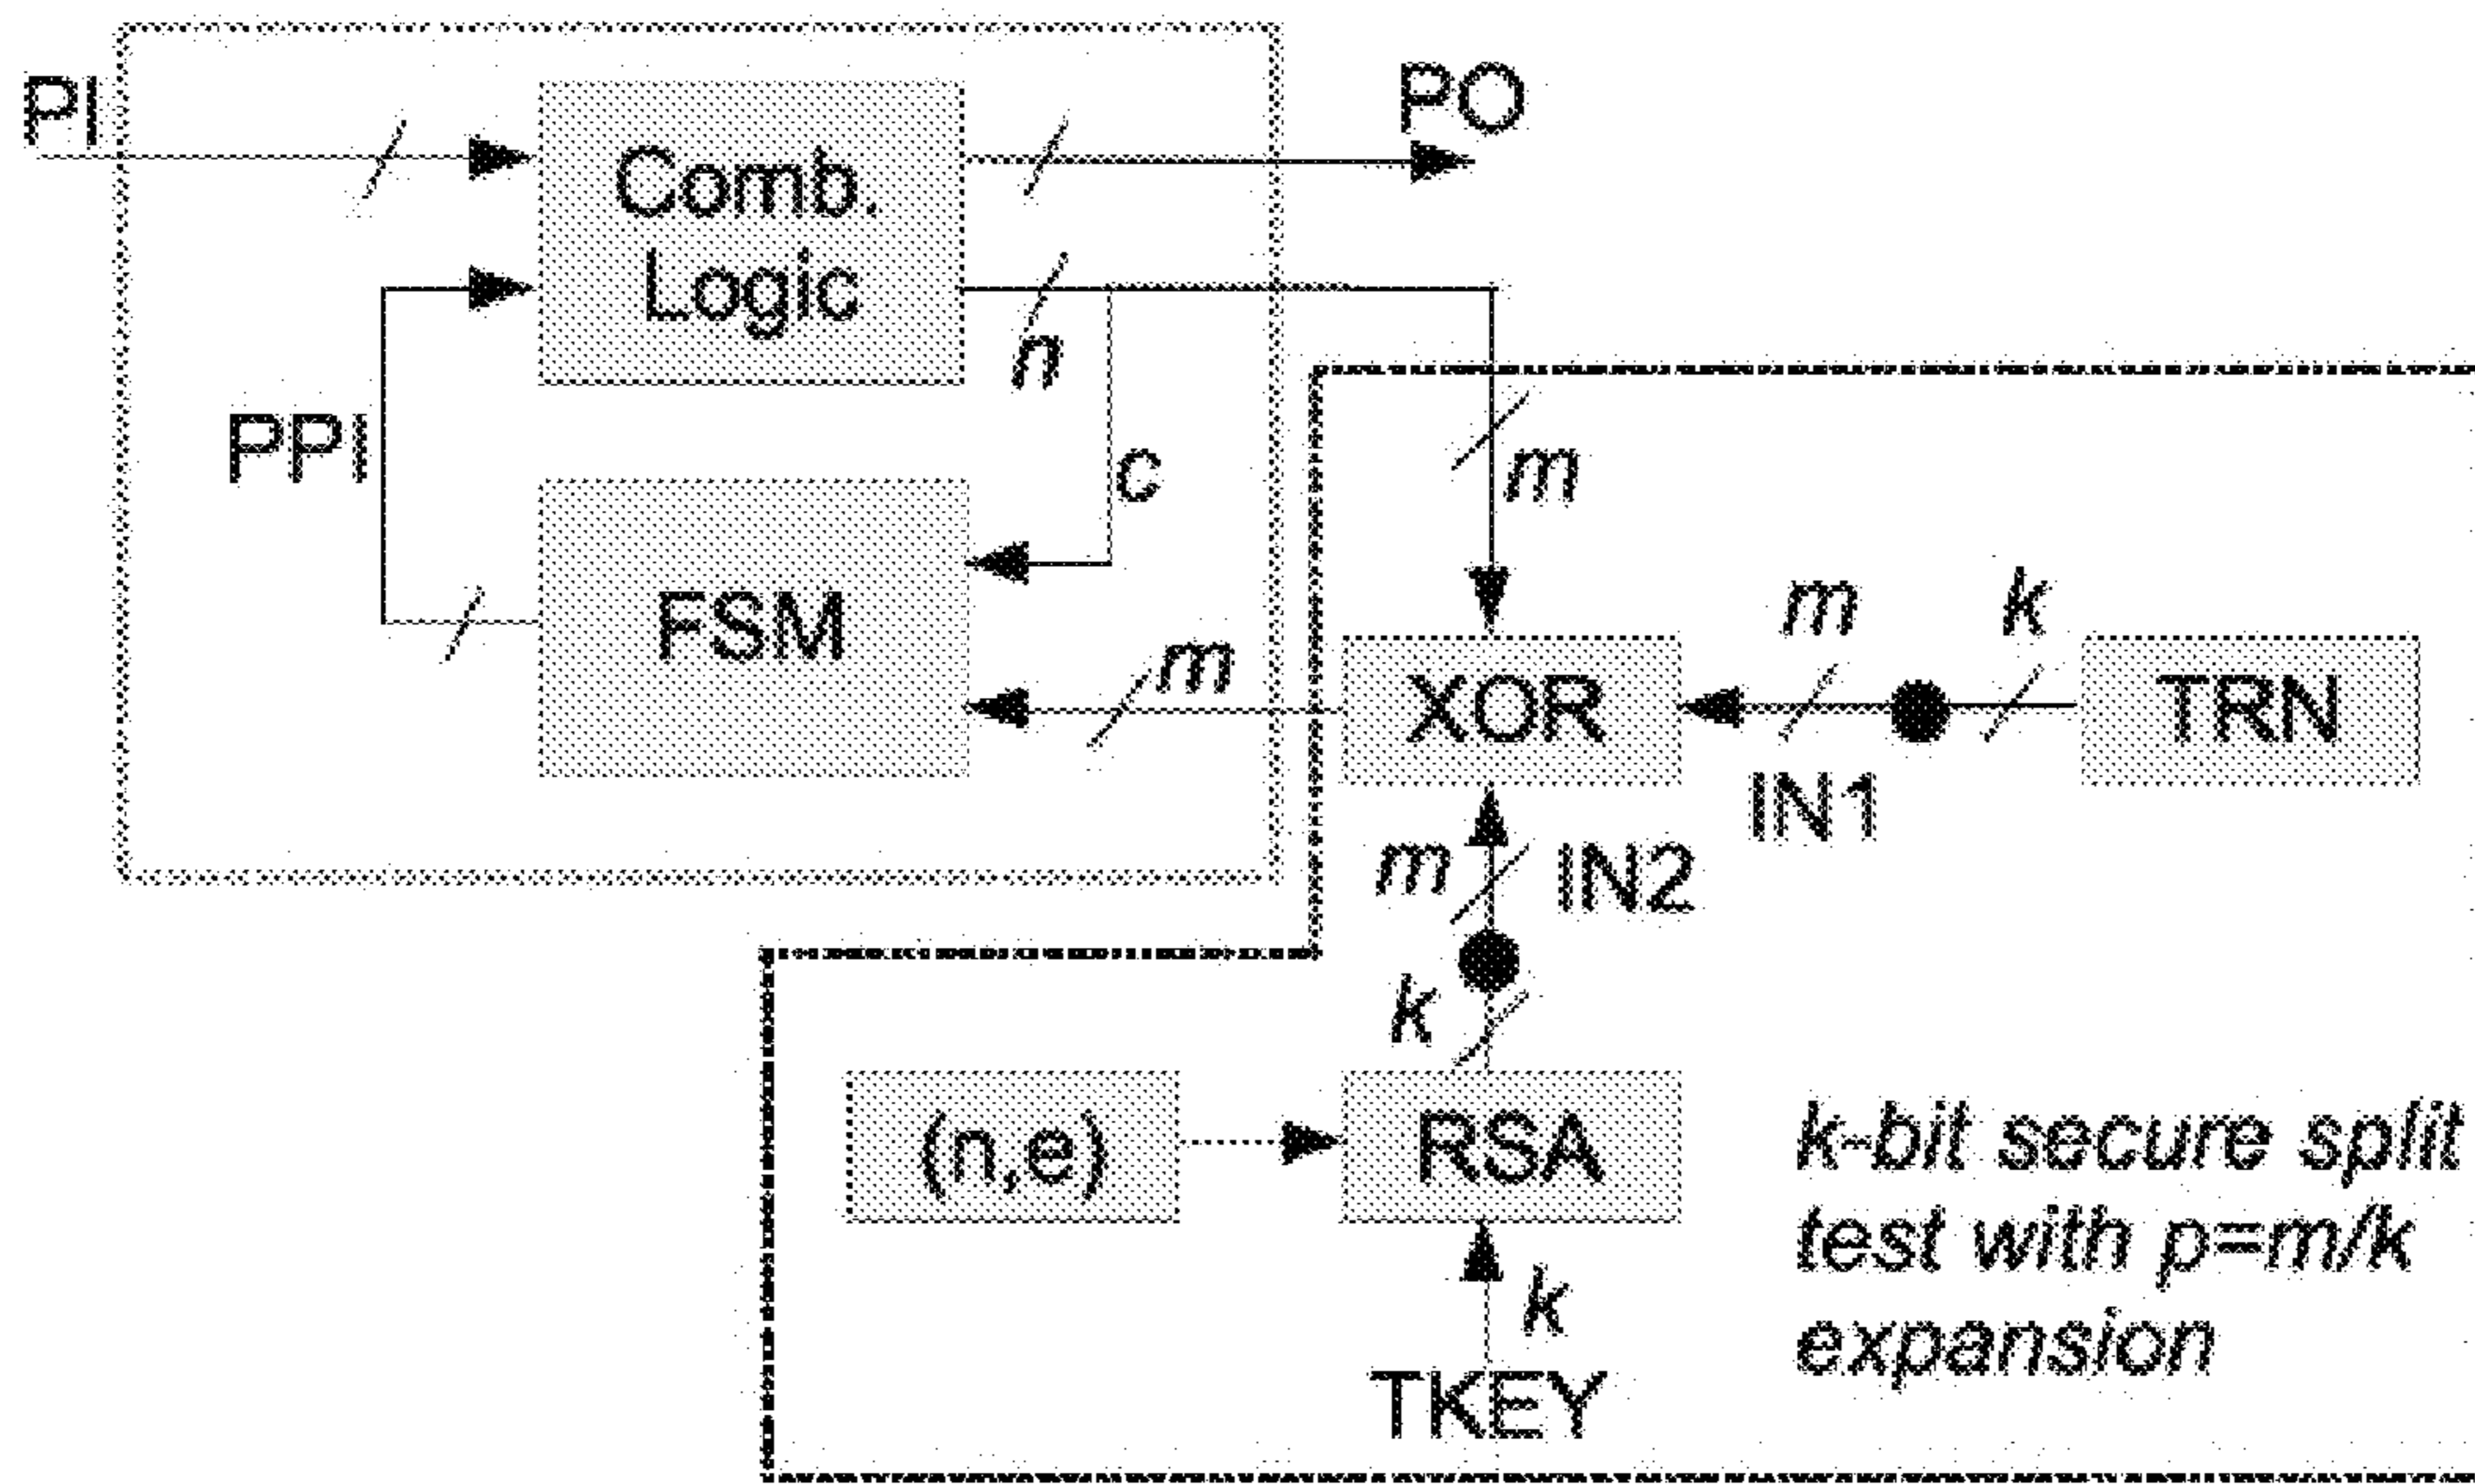 PI
PO
Comb.
Logic
n
PPI
c
m
FSM
m
m
k
XOR
TRN
IN1
m
IN2
k
(n,e)
RSA
k-bit secure split
test with p=m/k
expansion
k
TKEY